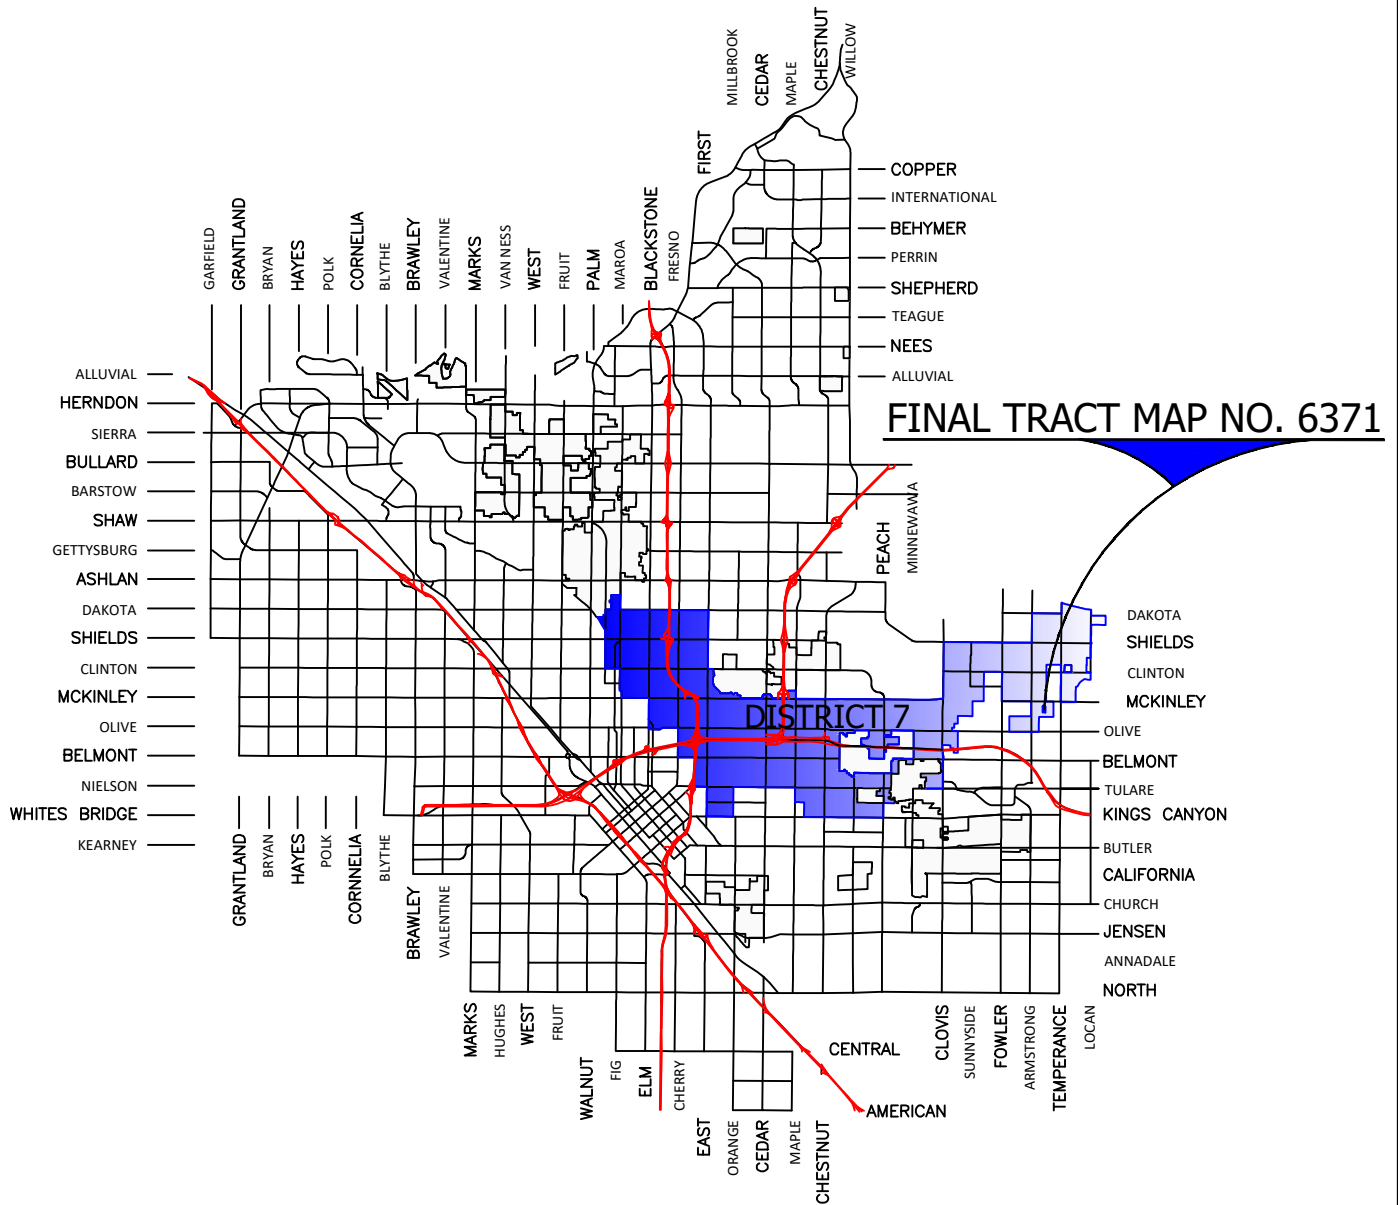 MILLBROOK
CEDAR
MAPLE
CHESTNUT
WILLOW
FIRST
COPPER
INTERNATIONAL
BEHYMER
PERRIN
SHEPHERD
TEAGUE
NEES
ALLUVIAL
GARFIELD
GRANTLAND
BRYAN
HAYES
POLK
CORNELIA
BLYTHE
BRAWLEY
VALENTINE
MARKS
VAN NESS
WEST
FRUIT
PALM
MAROA
BLACKSTONE
FRESNO
ALLUVIAL
HERNDON
SIERRA
BULLARD
BARSTOW
SHAW
GETTYSBURG
ASHLAN
DAKOTA
SHIELDS
CLINTON
MCKINLEY
OLIVE
BELMONT
NIELSON
WHITES BRIDGE
KEARNEY
FINAL TRACT MAP NO. 6371
PEACH
MINNEWAWA
DISTRICT 7
DAKOTA
SHIELDS
CLINTON
MCKINLEY
OLIVE
BELMONT
TULARE
KINGS CANYON
BUTLER
CALIFORNIA
CHURCH
JENSEN
ANNADALE
NORTH
GRANTLAND
BRYAN
HAYES
POLK
CORNNELIA
BLYTHE
BRAWLEY
VALENTINE
MARKS
HUGHES
WEST
FRUIT
WALNUT
FIG
ELM
CHERRY
EAST
ORANGE
CEDAR
MAPLE
CHESTNUT
CENTRAL
AMERICAN
CLOVIS
SUNNYSIDE
FOWLER
ARMSTRONG
TEMPERANCE
LOCAN